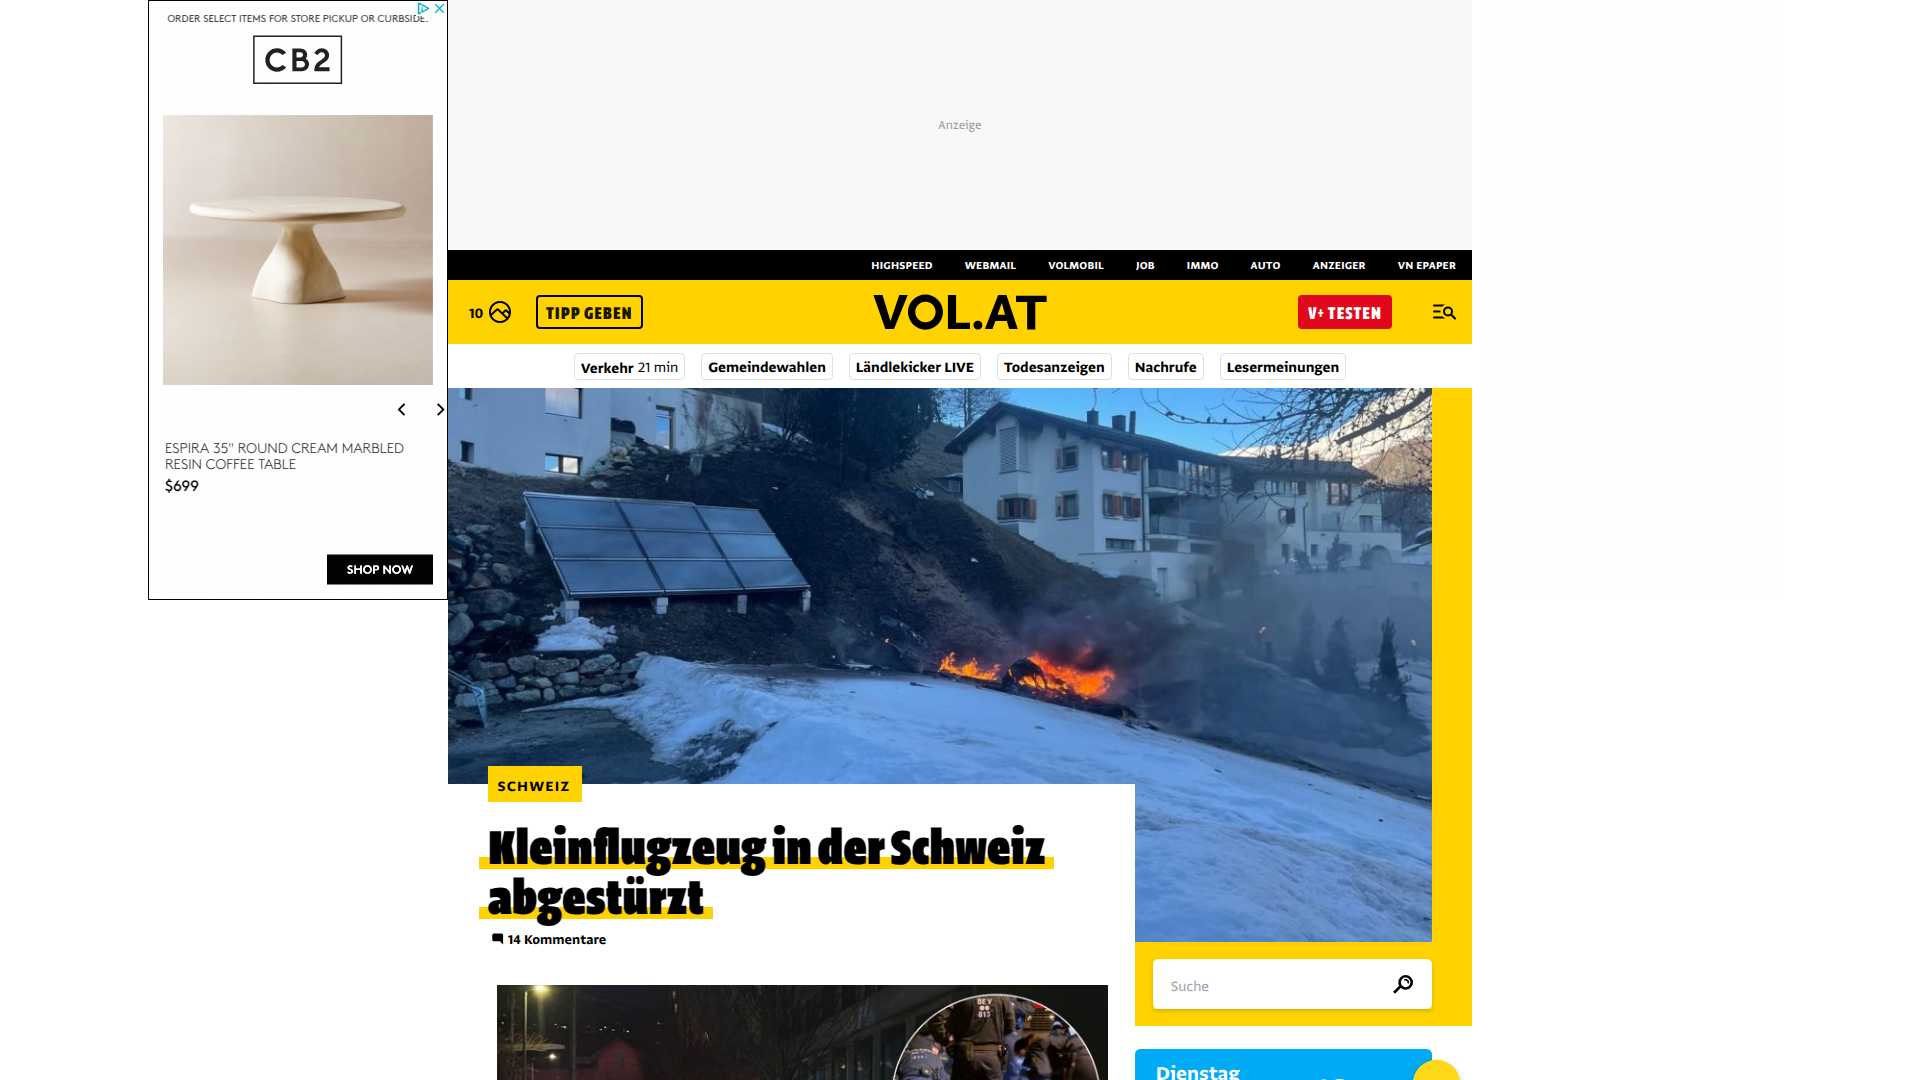 ORDER SELECT ITEMS FOR STORE PICKUP OR CURBSIDE.
CB2
ESPIRA 35" ROUND CREAM MARBLED
RESIN COFFEE TABLE
$699
SHOP NOW
Anzeige
HIGHSPEED WEBMAIL VOLMOBIL JOB IMMO AUTO ANZEIGER VN EPAPER
10 TIPP GEBEN VOL.AT V+ TESTEN
Verkehr 21 min Gemeindewahlen Ländlekicker LIVE Todesanzeigen Nachrufe Lesermeinungen
SCHWEIZ
Kleinflugzeug in der Schweiz
abgestürzt
14 Kommentare
Suche
BEV
813
Dienstag